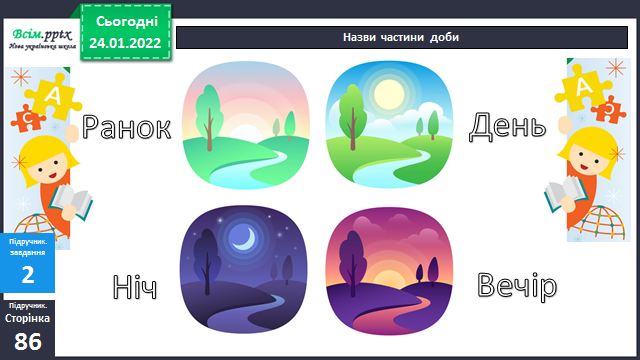 Всім.pptx
Нова українська школа
Сьогодні
24.01.2022
Назви частини доби
Ранок
День
Ніч
Вечір
Підручник.
завдання
2
Підручник.
Сторінка
86
А
С
А
С